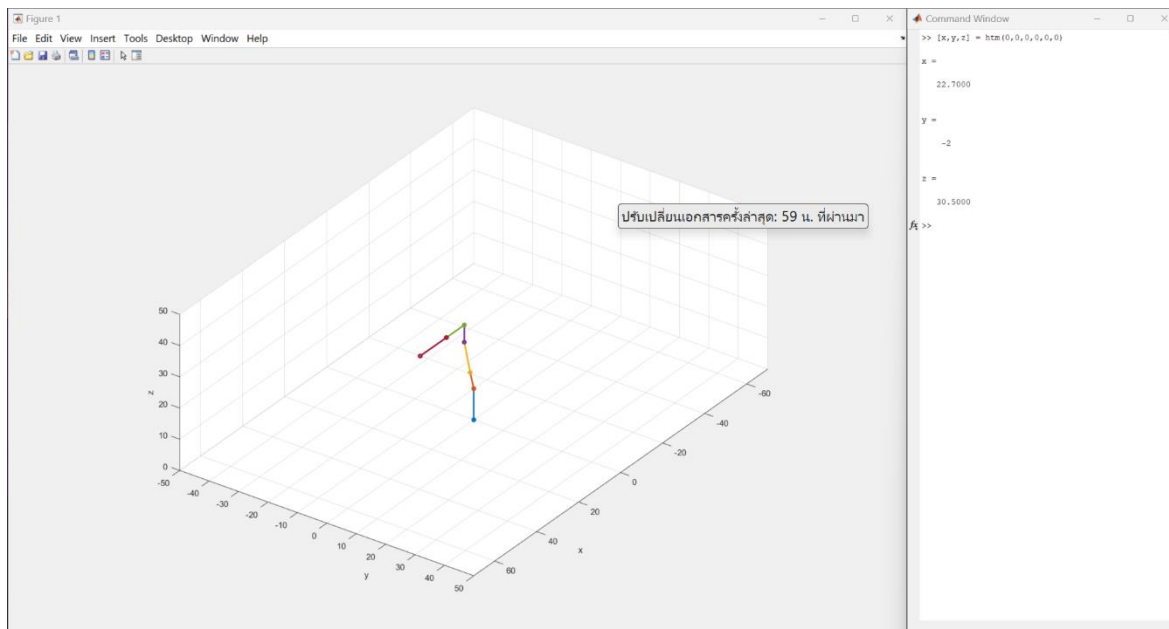 Figure 1
File Edit View Insert Tools Desktop Window Help
50
40
30
20
10
0
z
-50
-40
-30
-20
-10
0
10
20
30
40
50
y
60
40
20
0
-20
-40
-60
x
ปรับเปลี่ยนเอกสารครั้งล่าสุด: 59 น. ที่ผ่านมา
Command Window
>> [x,y,z] = htm(0,0,0,0,0,0)
x =
22.7000
y =
-2
z =
30.5000
fx >>